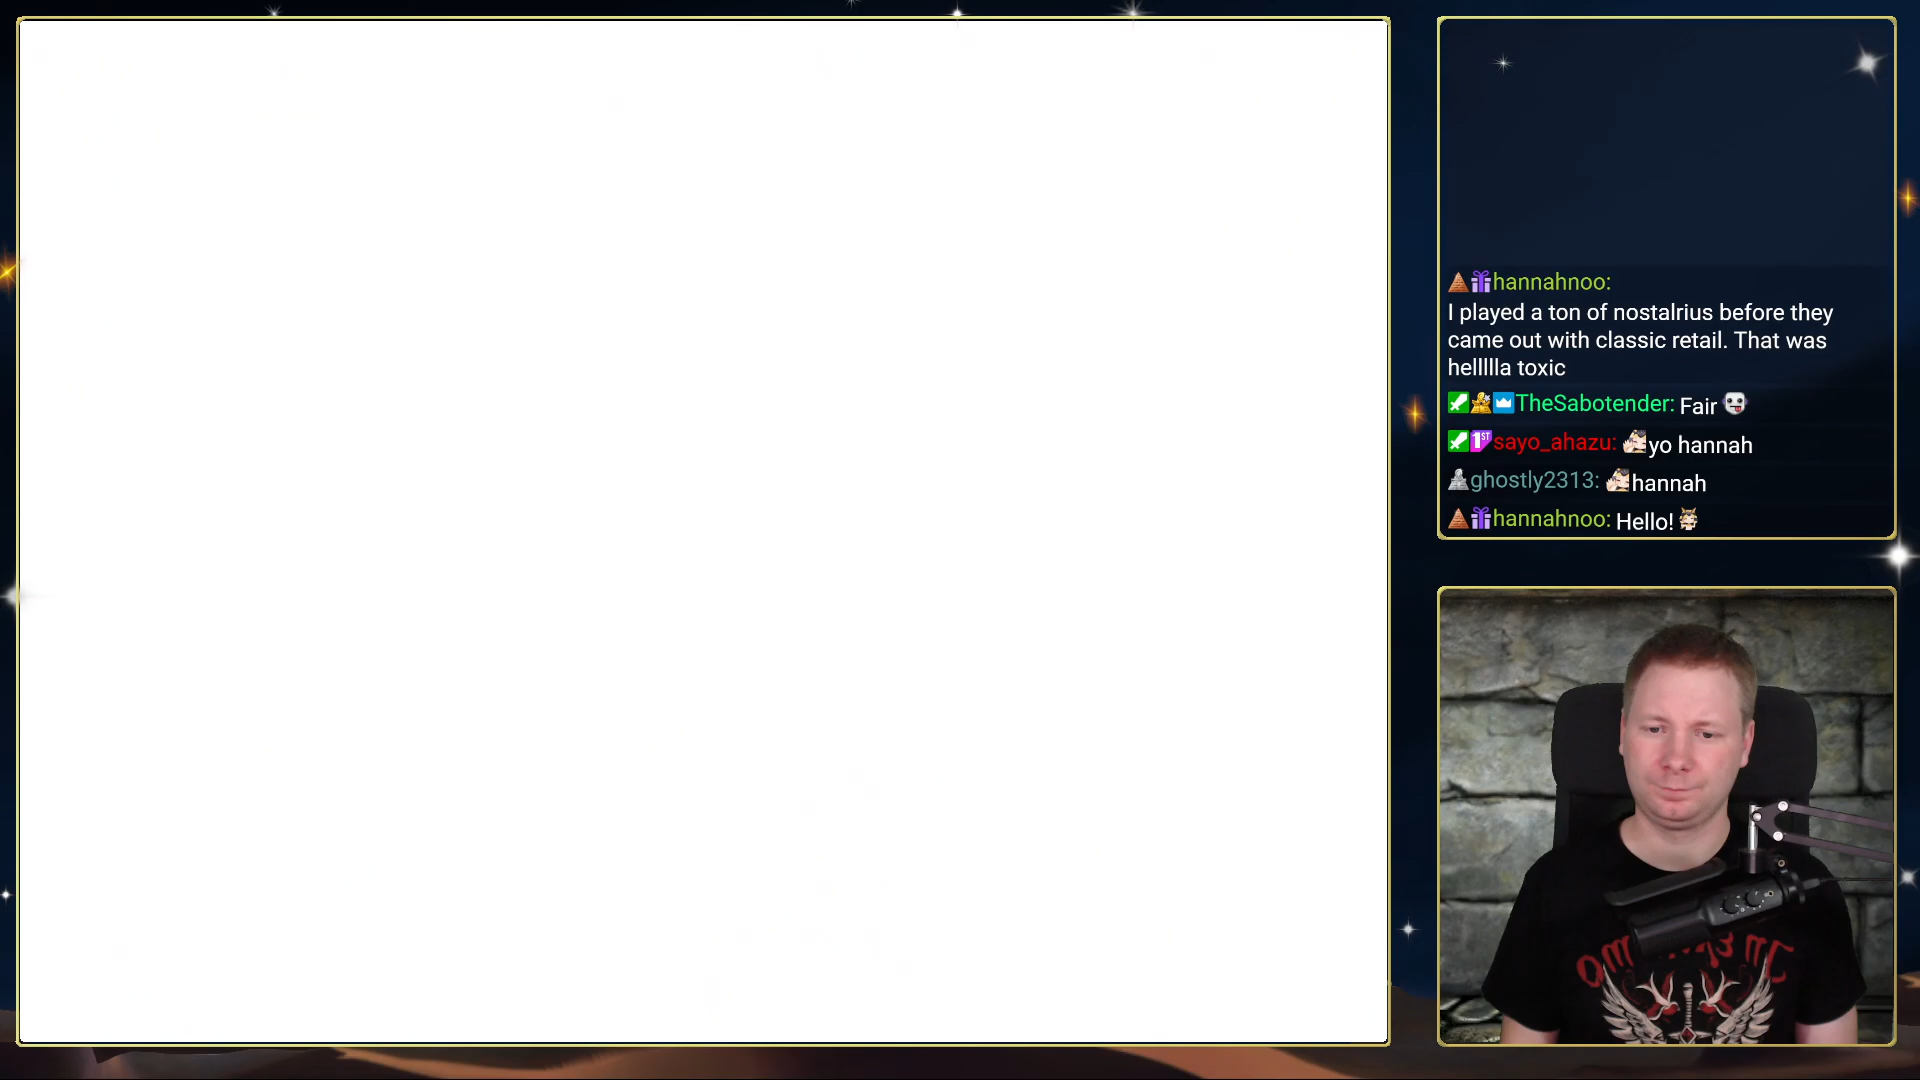 hannahnoo:
I played a ton of nostalrius before they
came out with classic retail. That was
hellllla toxic
TheSabotender: Fair
1ST sayo_ahazu: yo hannah
ghostly2313: hannah
hannahnoo: Hello!